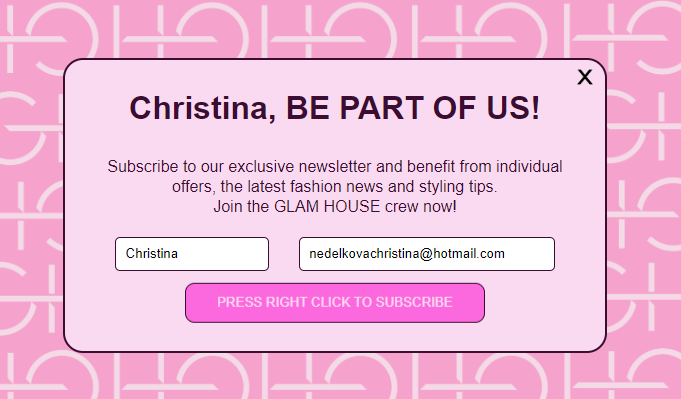 X
Christina, BE PART OF US!
Subscribe to our exclusive newsletter and benefit from individual
offers, the latest fashion news and styling tips.
Join the GLAM HOUSE crew now!
Christina
nedelkovachristina@hotmail.com
PRESS RIGHT CLICK TO SUBSCRIBE